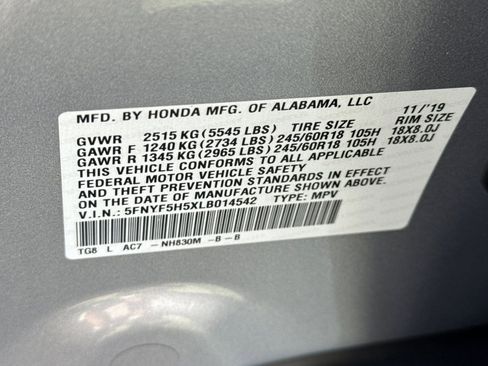 MFD. BY HONDA MFG. OF ALABAMA, LLC 11/'19
GVWR 2515 KG (5545 LBS) TIRE SIZE RIM SIZE
GAWR F 1240 KG (2734 LBS) 245/60R18 105H 18X8.0J
GAWR R 1345 KG (2965 LBS) 245/60R18 105H 18X8.0J
THIS VEHICLE CONFORMS TO ALL APPLICABLE
FEDERAL MOTOR VEHICLE SAFETY
AND THEFT PREVENTION STANDARDS IN EFFECT
ON THE DATE OF MANUFACTURE SHOWN ABOVE.
V.I.N.: 5FNYF5H5XLB014542 TYPE: MPV
TG8 L AC7 -NH830M -B-B